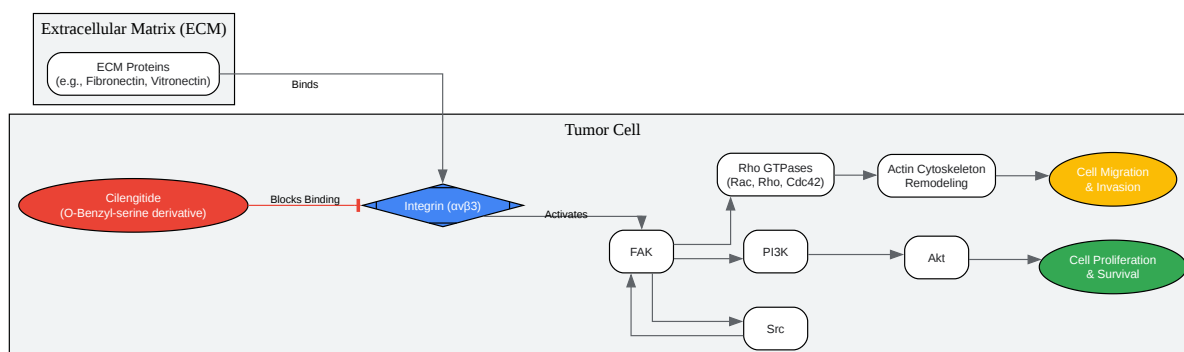 Extracellular Matrix (ECM)
ECM Proteins
(e.g., Fibronectin, Vitronectin)
Binds
Tumor Cell
Cilengitide
(O-Benzyl-serine derivative)
Blocks Binding
Integrin (αvβ3)
Activates
FAK
Rho GTPases
(Rac, Rho, Cdc42)
Actin Cytoskeleton
Remodeling
Cell Migration
& Invasion
PI3K
Akt
Cell Proliferation
& Survival
Src